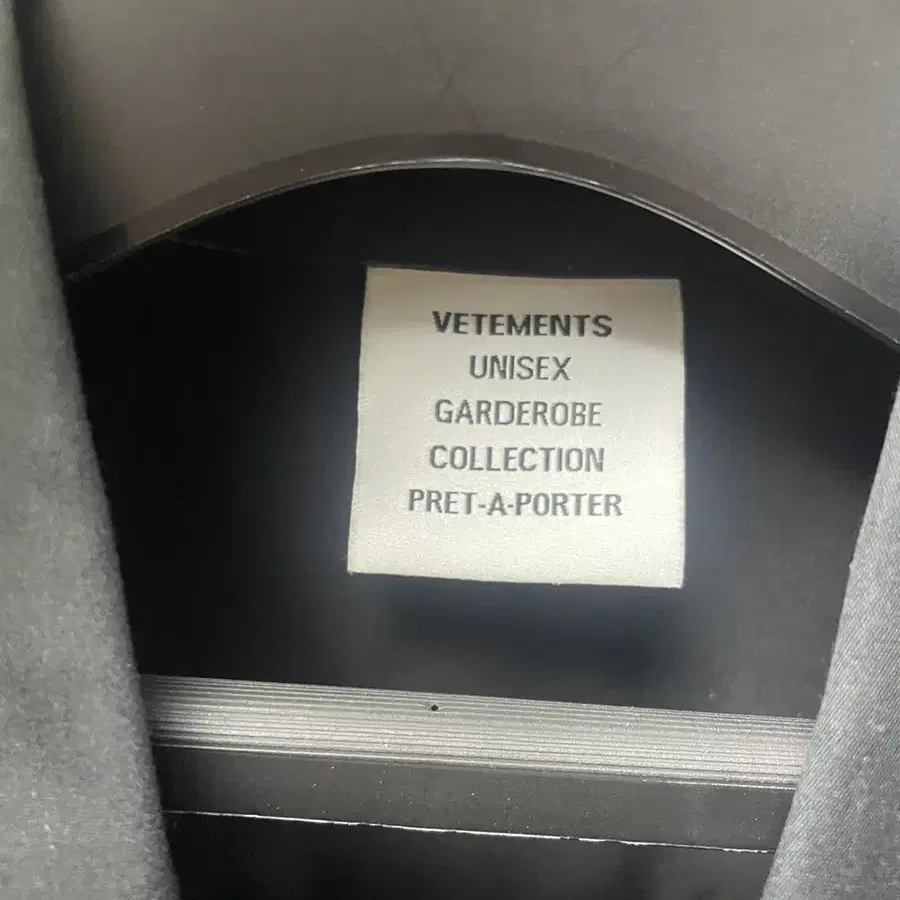 VETEMENTS
UNISEX
GARDEROBE
COLLECTION
PRET-A-PORTER